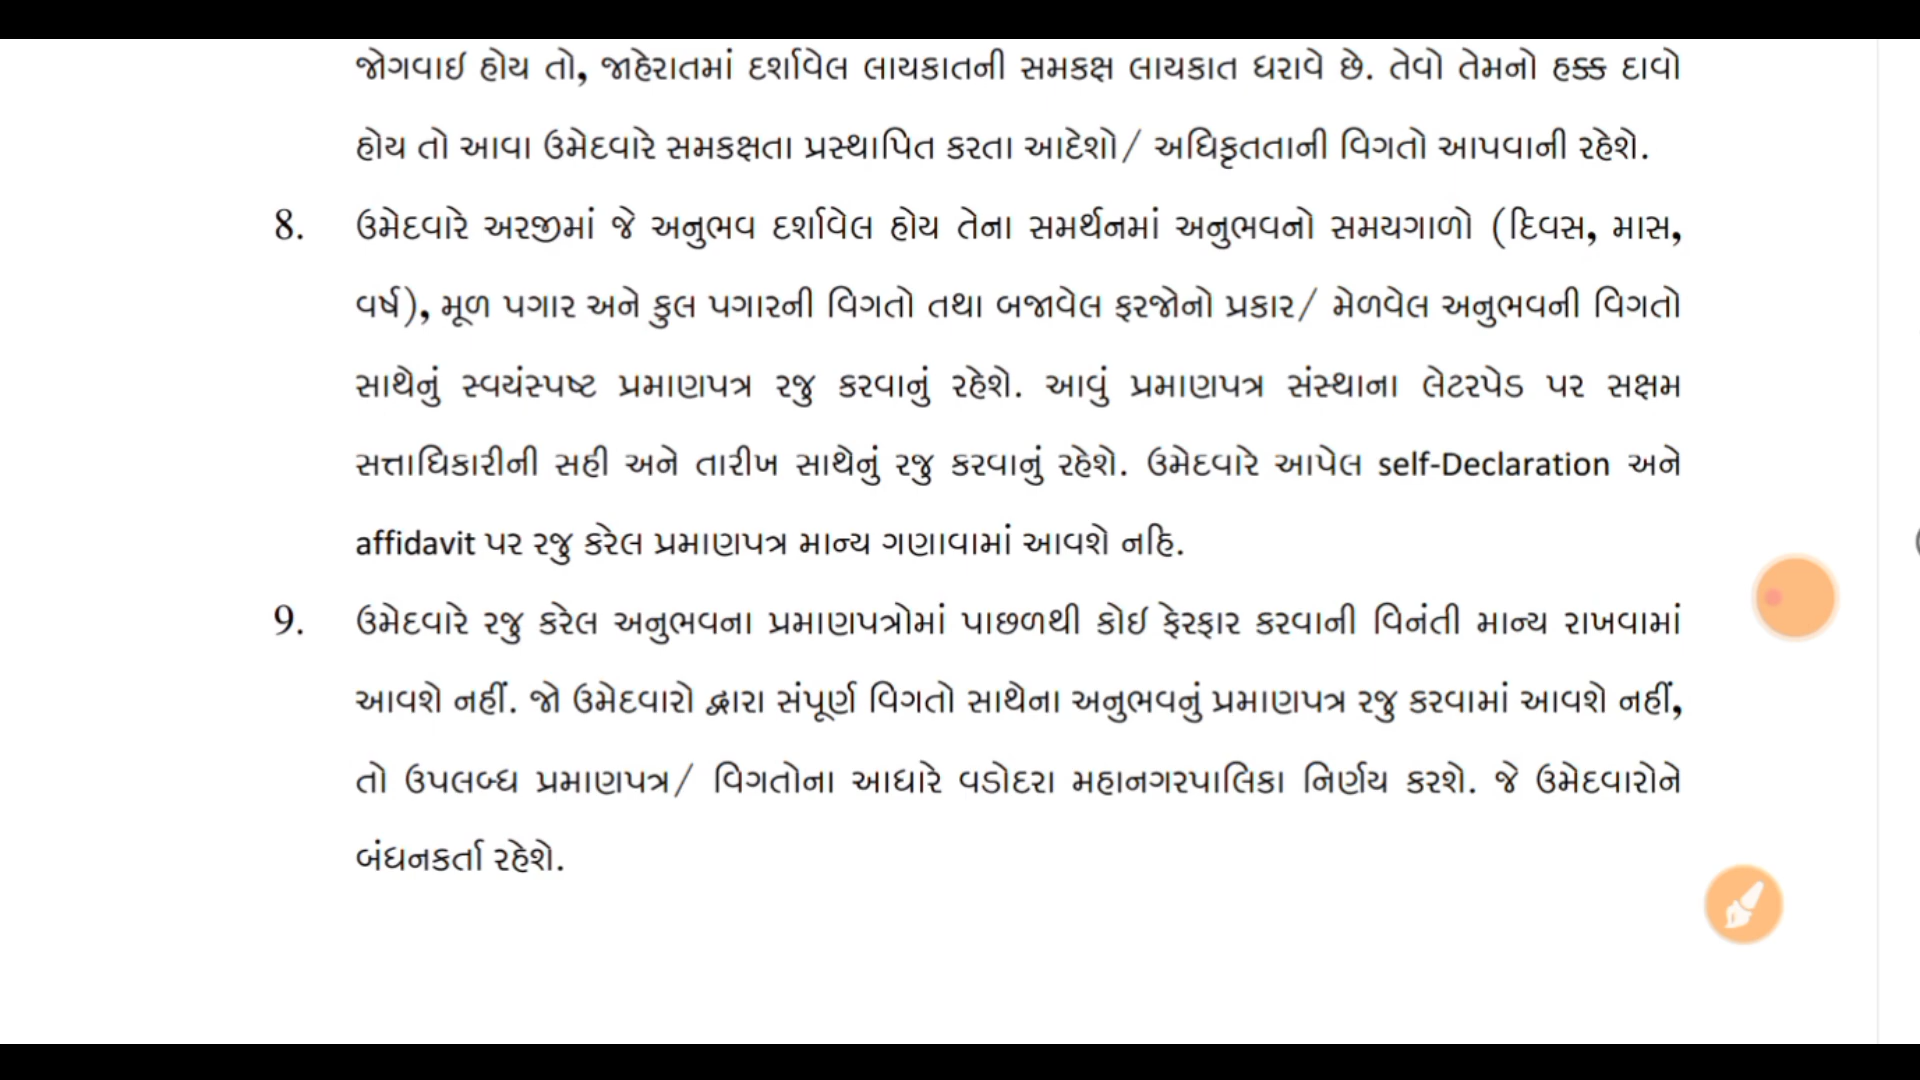 જોગવાઈ હોય તો, જાહેરાતમાં દર્શાવેલ લાયકાતની સમકક્ષ લાયકાત ધરાવે છે. તેવો તેમનો હક્ક દાવો
હોય તો આવા ઉમેદવારે સમકક્ષતા પ્રસ્થાપિત કરતા આદેશો/ અધિકૃતતાની વિગતો આપવાની રહેશે.
8. ઉમેદવારે અરજીમાં જે અનુભવ દર્શાવેલ હોય તેના સમર્થનમાં અનુભવનો સમયગાળો (દિવસ, માસ,
વર્ષ), મૂળ પગાર અને કુલ પગારની વિગતો તથા બજાવેલ ફરજોનો પ્રકાર/ મેળવેલ અનુભવની વિગતો
સાથેનું સ્વયંસ્પષ્ટ પ્રમાણપત્ર રજુ કરવાનું રહેશે. આવું પ્રમાણપત્ર સંસ્થાના લેટરપેડ પર સક્ષમ
સત્તાધિકારીની સહી અને તારીખ સાથેનું રજુ કરવાનું રહેશે. ઉમેદવારે આપેલ self-Declaration અને
affidavit પર રજુ કરેલ પ્રમાણપત્ર માન્ય ગણાવામાં આવશે નહિ.
9. ઉમેદવારે રજુ કરેલ અનુભવના પ્રમાણપત્રોમાં પાછળથી કોઈ ફેરફાર કરવાની વિનંતી માન્ય રાખવામાં
આવશે નહીં. જો ઉમેદવારો દ્વારા સંપૂર્ણ વિગતો સાથેના અનુભવનું પ્રમાણપત્ર રજુ કરવામાં આવશે નહીં,
તો ઉપલબ્ધ પ્રમાણપત્ર/ વિગતોના આધારે વડોદરા મહાનગરપાલિકા નિર્ણય કરશે. જે ઉમેદવારોને
બંધનકર્તા રહેશે.